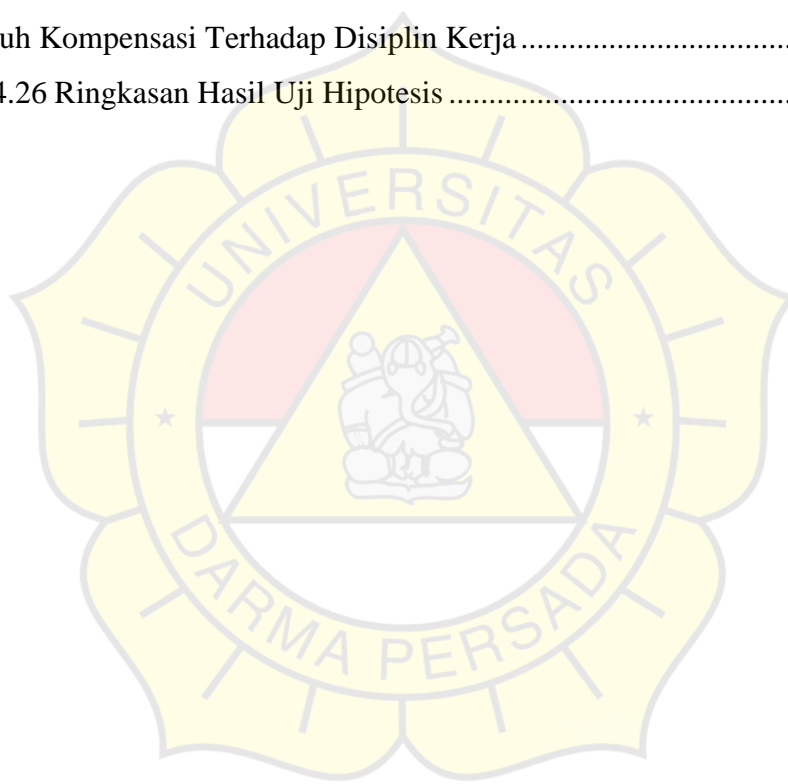 uh Kompensasi Terhadap Disiplin Kerja ....................................
4.26 Ringkasan Hasil Uji Hipotesis .............................................
UNIVERSITAS
DARMA PERSADA